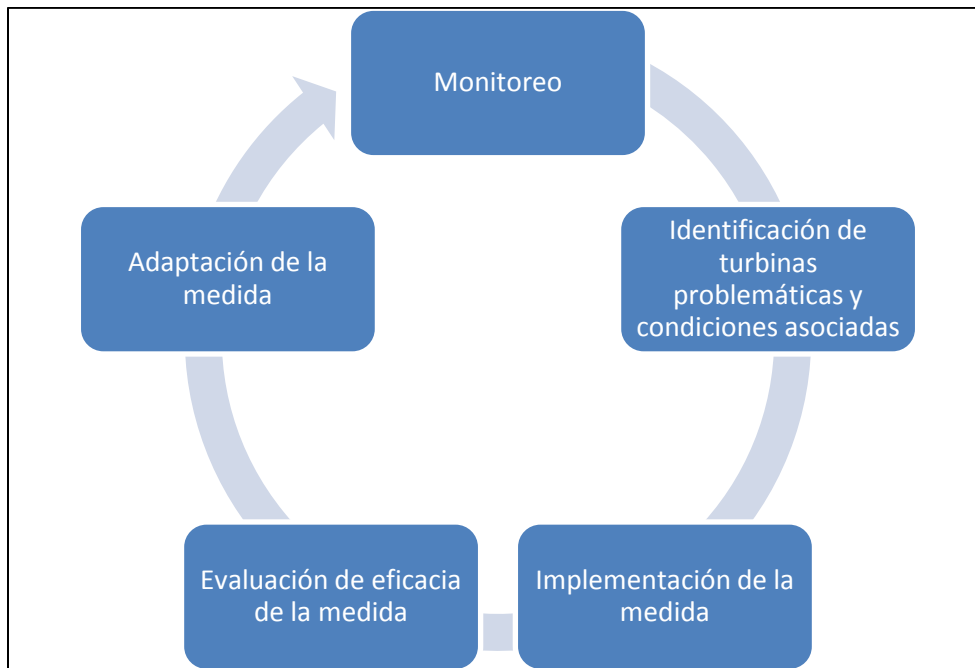 Monitoreo
Identificación de
turbinas
problemáticas y
condiciones asociadas
Implementación de la
medida
Evaluación de eficacia
de la medida
Adaptación de la
medida